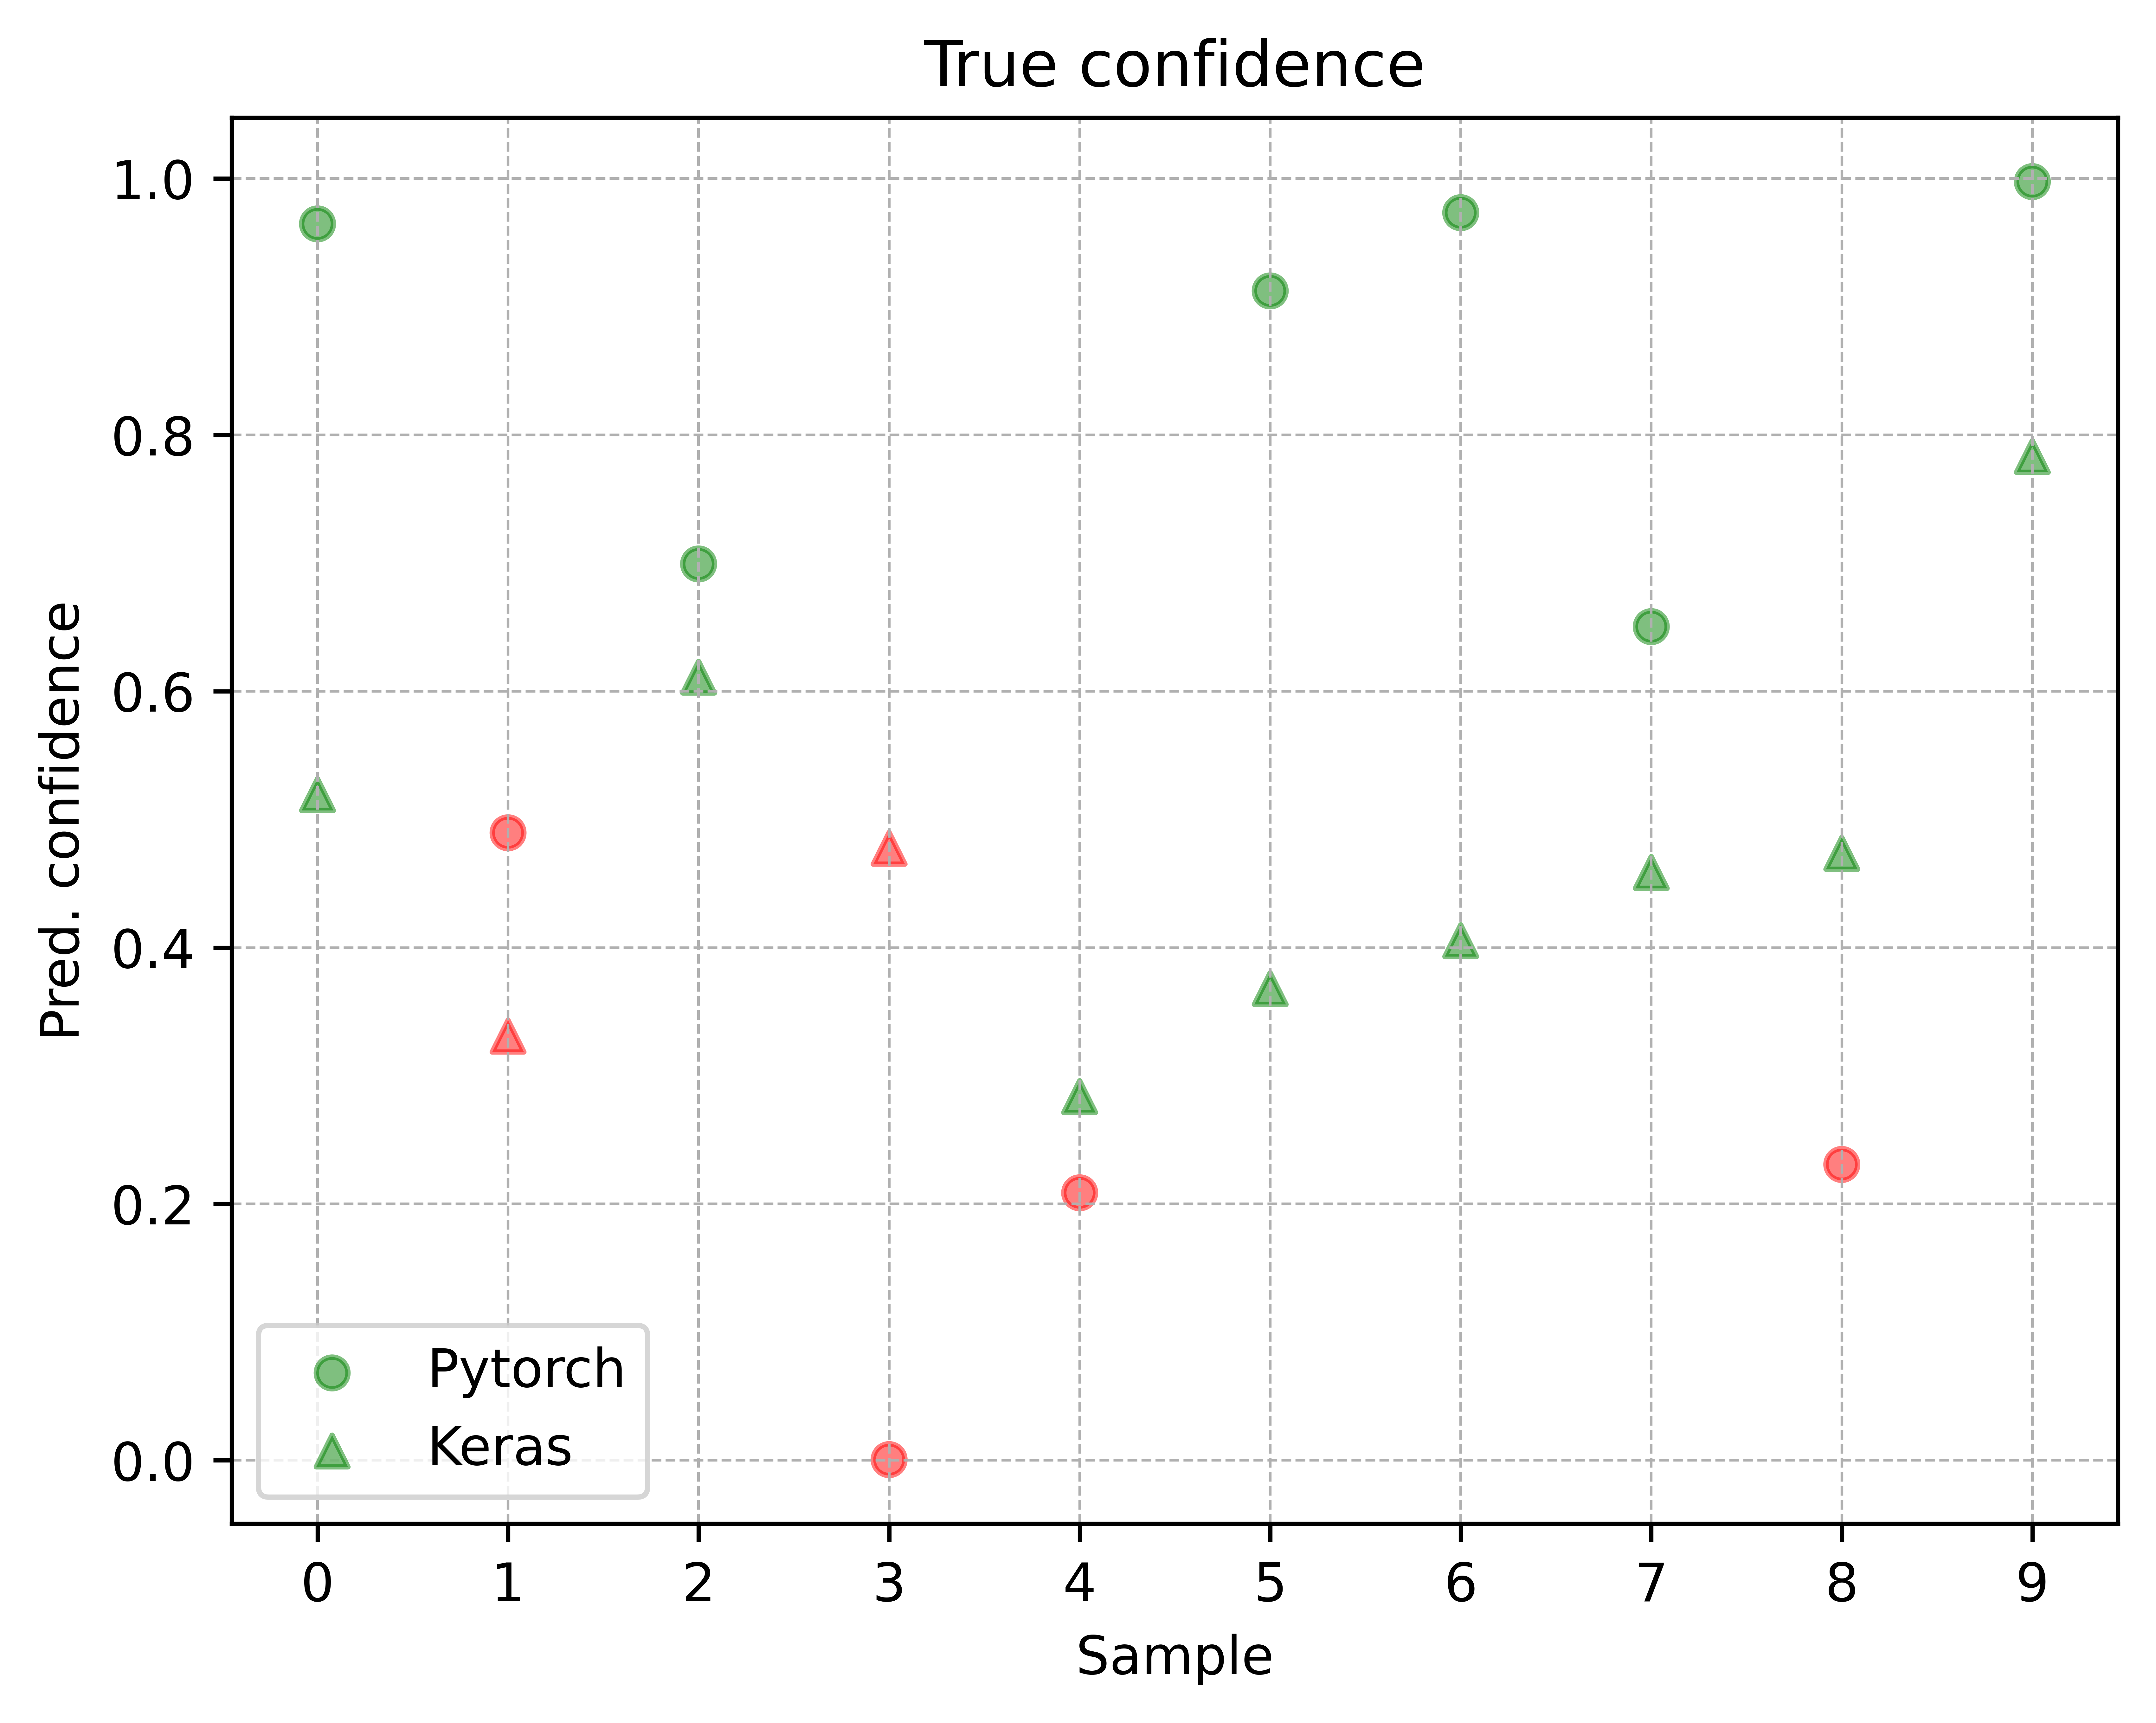 True confidence
Pred. confidence
1.0
0.8
0.6
0.4
0.2
0.0
Pytorch
Keras
0 1 2 3 4 5 6 7 8 9
Sample